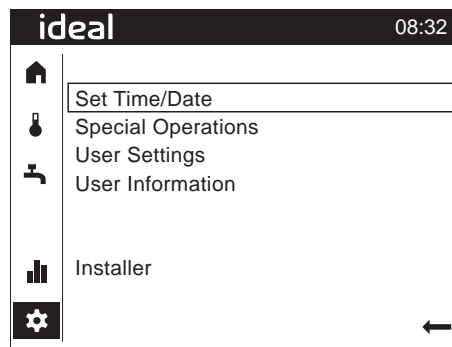 ideal
08:32
Set Time/Date
Special Operations
User Settings
User Information
Installer